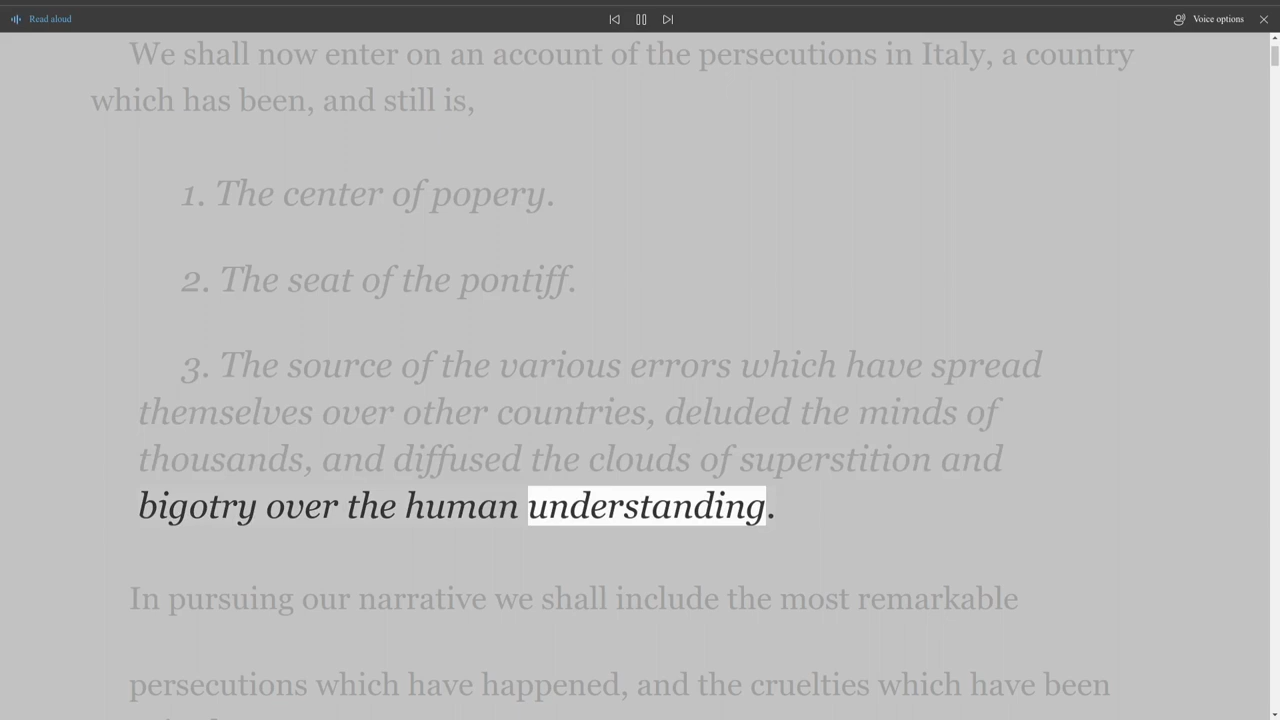 Read aloud
Voice options
We shall now enter on an account of the persecutions in Italy, a country
which has been, and still is,
1. The center of popery.
2. The seat of the pontiff.
3. The source of the various errors which have spread
themselves over other countries, deluded the minds of
thousands, and diffused the clouds of superstition and
bigotry over the human understanding.
In pursuing our narrative we shall include the most remarkable
persecutions which have happened, and the cruelties which have been